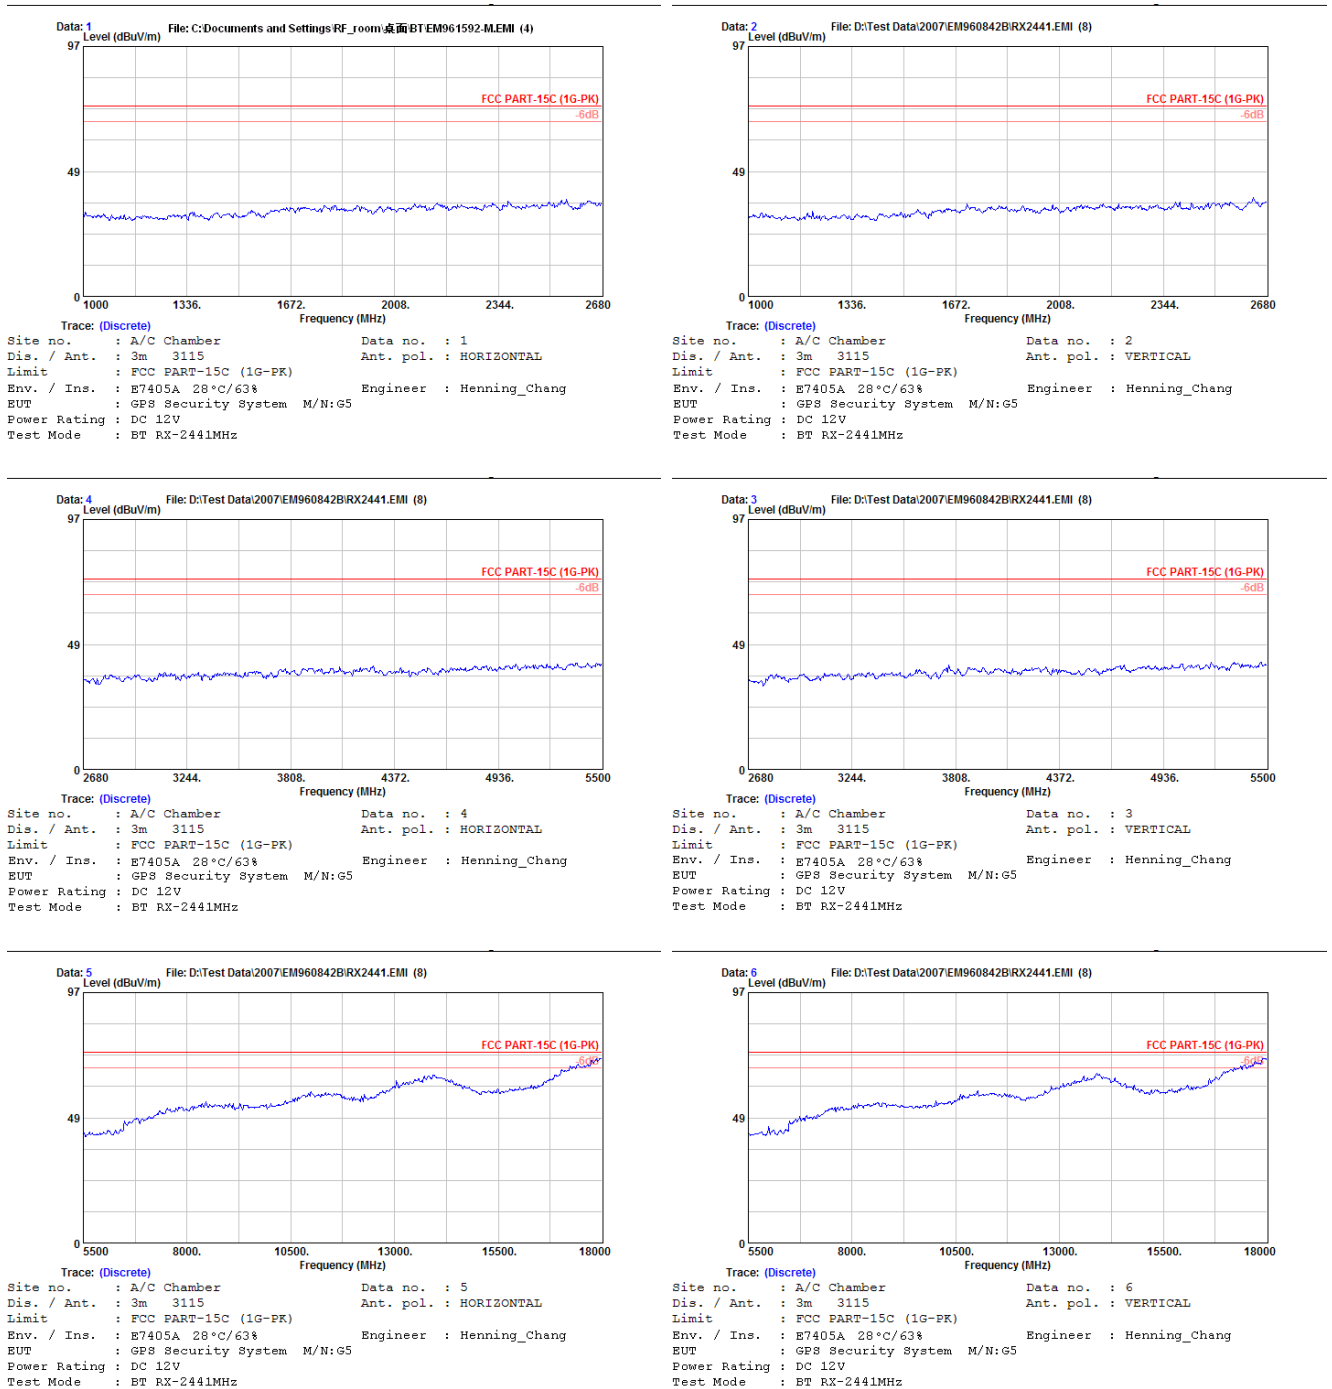 Data: 1 File: C:\Documents and Settings\RF_room\桌面\BT\EM961592-M.EMI (4)
Level (dBuV/m)
97
FCC PART-15C (1G-PK)
-6dB
49
0
1000 1336. 1672. 2008. 2344. 2680
Frequency (MHz)
Trace: (Discrete)
Site no. : A/C Chamber Data no. : 1
Dis. / Ant. : 3m 3115 Ant. pol. : HORIZONTAL
Limit : FCC PART-15C (1G-PK)
Env. / Ins. : E7405A 28°C/63% Engineer : Henning_Chang
EUT : GPS Security System M/N:G5
Power Rating : DC 12V
Test Mode : BT RX-2441MHz
Data: 2 File: D:\Test Data\2007\EM960842B\RX2441.EMI (8)
Level (dBuV/m)
97
FCC PART-15C (1G-PK)
-6dB
49
0
1000 1336. 1672. 2008. 2344. 2680
Frequency (MHz)
Trace: (Discrete)
Site no. : A/C Chamber Data no. : 2
Dis. / Ant. : 3m 3115 Ant. pol. : VERTICAL
Limit : FCC PART-15C (1G-PK)
Env. / Ins. : E7405A 28°C/63% Engineer : Henning_Chang
EUT : GPS Security System M/N:G5
Power Rating : DC 12V
Test Mode : BT RX-2441MHz
Data: 4 File: D:\Test Data\2007\EM960842B\RX2441.EMI (8)
Level (dBuV/m)
97
FCC PART-15C (1G-PK)
-6dB
49
0
2680 3244. 3808. 4372. 4936. 5500
Frequency (MHz)
Trace: (Discrete)
Site no. : A/C Chamber Data no. : 4
Dis. / Ant. : 3m 3115 Ant. pol. : HORIZONTAL
Limit : FCC PART-15C (1G-PK)
Env. / Ins. : E7405A 28°C/63% Engineer : Henning_Chang
EUT : GPS Security System M/N:G5
Power Rating : DC 12V
Test Mode : BT RX-2441MHz
Data: 3 File: D:\Test Data\2007\EM960842B\RX2441.EMI (8)
Level (dBuV/m)
97
FCC PART-15C (1G-PK)
-6dB
49
0
2680 3244. 3808. 4372. 4936. 5500
Frequency (MHz)
Trace: (Discrete)
Site no. : A/C Chamber Data no. : 3
Dis. / Ant. : 3m 3115 Ant. pol. : VERTICAL
Limit : FCC PART-15C (1G-PK)
Env. / Ins. : E7405A 28°C/63% Engineer : Henning_Chang
EUT : GPS Security System M/N:G5
Power Rating : DC 12V
Test Mode : BT RX-2441MHz
Data: 5 File: D:\Test Data\2007\EM960842B\RX2441.EMI (8)
Level (dBuV/m)
97
FCC PART-15C (1G-PK)
-6dB
49
0
5500 8000. 10500. 13000. 15500. 18000
Frequency (MHz)
Trace: (Discrete)
Site no. : A/C Chamber Data no. : 5
Dis. / Ant. : 3m 3115 Ant. pol. : HORIZONTAL
Limit : FCC PART-15C (1G-PK)
Env. / Ins. : E7405A 28°C/63% Engineer : Henning_Chang
EUT : GPS Security System M/N:G5
Power Rating : DC 12V
Test Mode : BT RX-2441MHz
Data: 6 File: D:\Test Data\2007\EM960842B\RX2441.EMI (8)
Level (dBuV/m)
97
FCC PART-15C (1G-PK)
-6dB
49
0
5500 8000. 10500. 13000. 15500. 18000
Frequency (MHz)
Trace: (Discrete)
Site no. : A/C Chamber Data no. : 6
Dis. / Ant. : 3m 3115 Ant. pol. : VERTICAL
Limit : FCC PART-15C (1G-PK)
Env. / Ins. : E7405A 28°C/63% Engineer : Henning_Chang
EUT : GPS Security System M/N:G5
Power Rating : DC 12V
Test Mode : BT RX-2441MHz